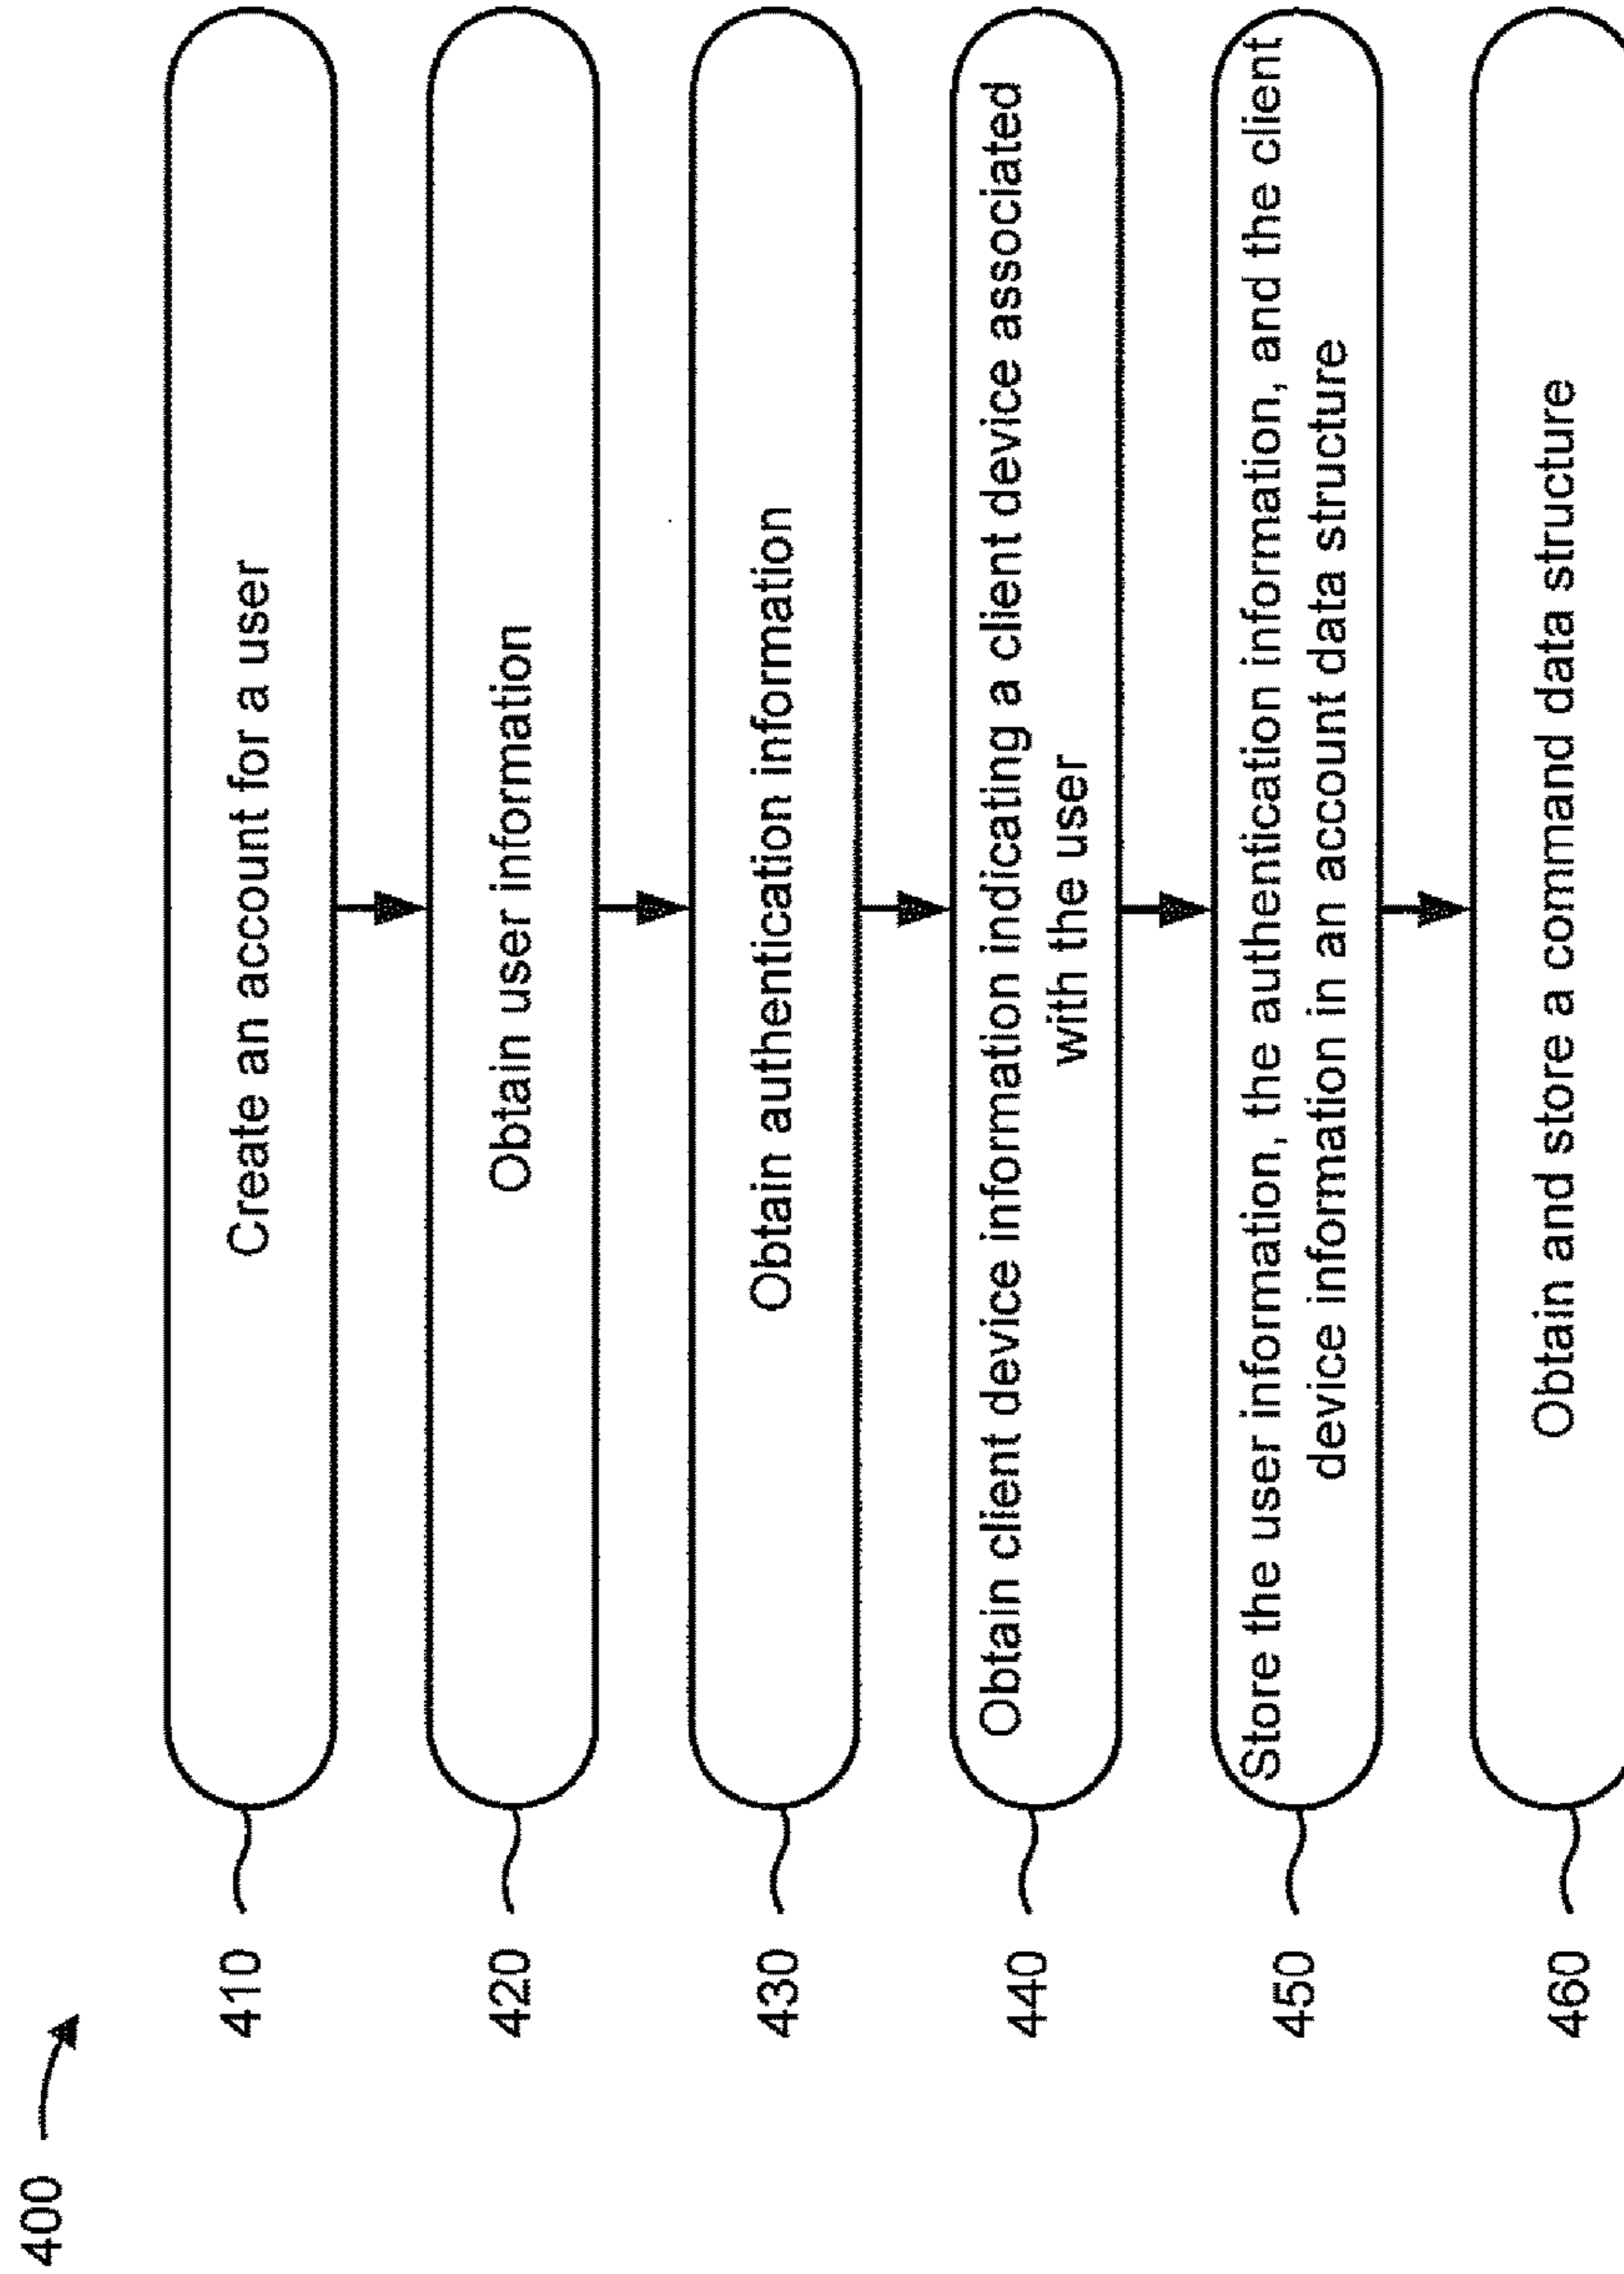 400
410
Create an account for a user
420
Obtain user information
430
Obtain authentication information
440
Obtain client device information indicating a client device associated
with the user
450
Store the user information, the authentication information, and the client
device information in an account data structure
460
Obtain and store a command data structure